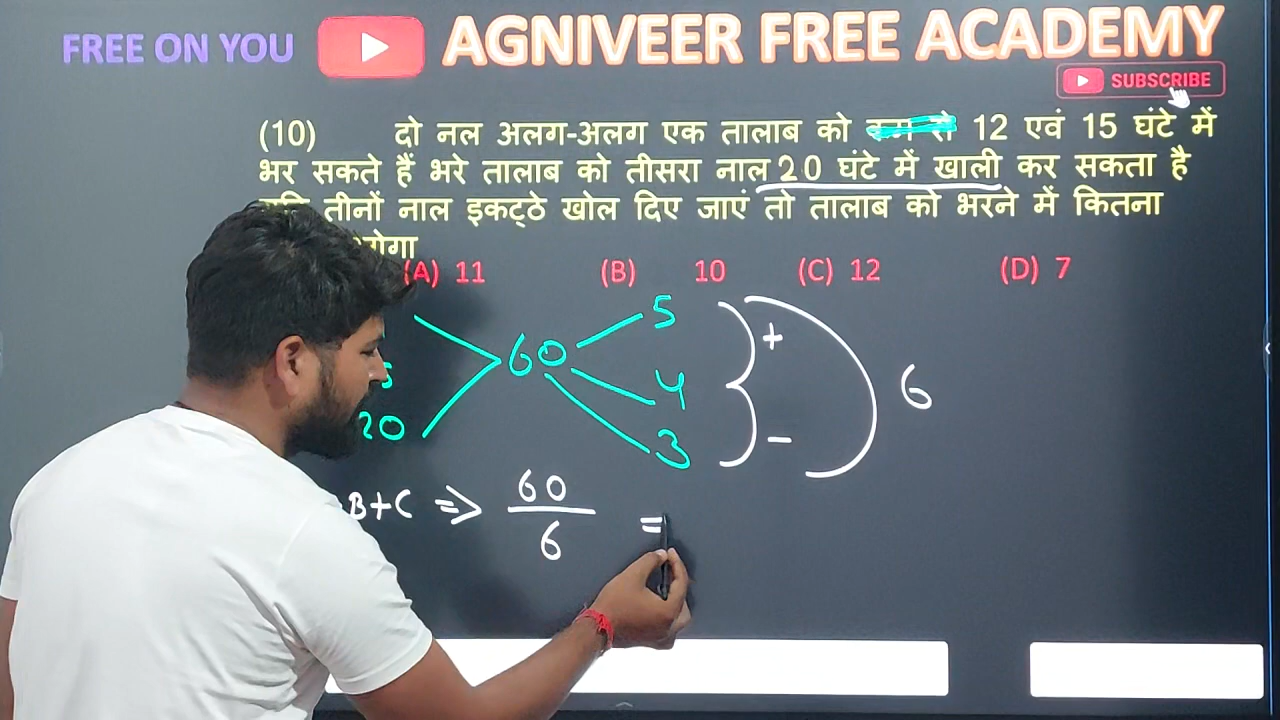 FREE ON YOU AGNIVEER FREE ACADEMY
SUBSCRIBE
(10) दो नल अलग-अलग एक तालाब को 12 एवं 15 घंटे में
भर सकते हैं भरे तालाब को तीसरा नाल 20 घंटे में खाली कर सकता है
तीनों नाल इकट्ठे खोल दिए जाएं तो तालाब को भरने में कितना
(A) 11 (B) 10 (C) 12 (D) 7
60 5
4
3
+
−
6
5
20
B+C => 60
6
=